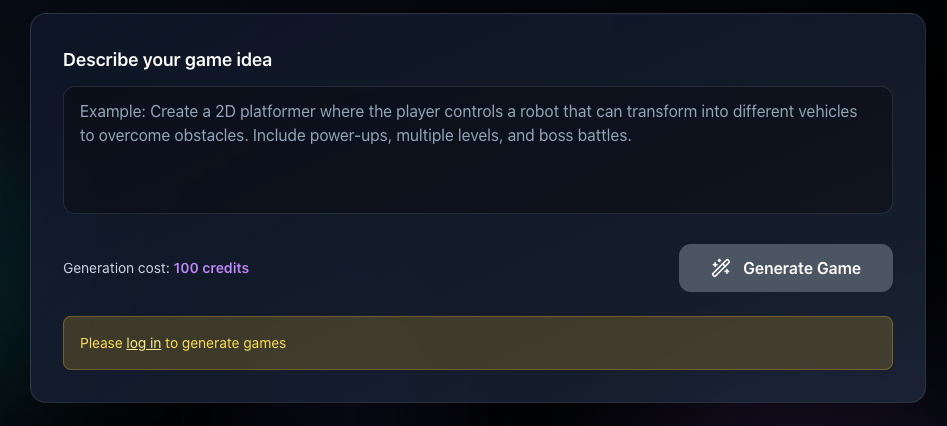 Describe your game idea
Example: Create a 2D platformer where the player controls a robot that can transform into different vehicles
to overcome obstacles. Include power-ups, multiple levels, and boss battles.
Generation cost: 100 credits
Generate Game
Please log in to generate games